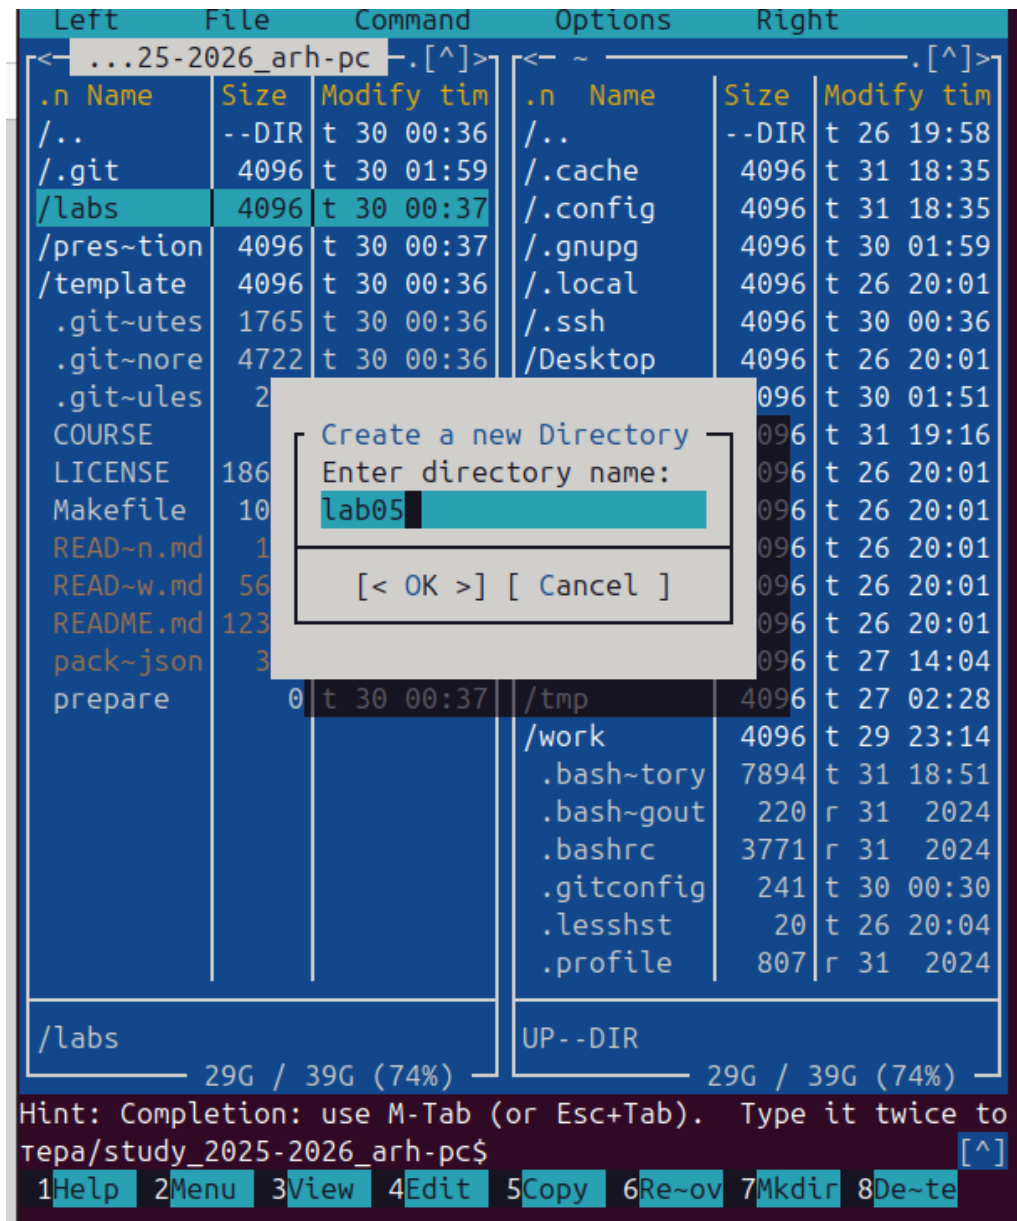 Left File Command Options Right
<- ...25-2026_arh-pc -.[^]> <- ~ .[^]>
.n Name Size Modify tim .n Name Size Modify tim
/.. --DIR t 30 00:36 /.. --DIR t 26 19:58
/.git 4096 t 30 01:59 /.cache 4096 t 31 18:35
/labs 4096 t 30 00:37 /.config 4096 t 31 18:35
/pres~tion 4096 t 30 00:37 /.gnupg 4096 t 30 01:59
/template 4096 t 30 00:36 /.local 4096 t 26 20:01
.git~utes 1765 t 30 00:36 /.ssh 4096 t 30 00:36
.git~nore 4722 t 30 00:36 /Desktop 4096 t 26 20:01
.git~ules 2 096 t 30 01:51
COURSE Create a new Directory 096 t 31 19:16
LICENSE 186 Enter directory name: 096 t 26 20:01
Makefile 10 lab05 096 t 26 20:01
READ~n.md 1 096 t 26 20:01
READ~w.md 56 [< OK >] [ Cancel ] 096 t 26 20:01
README.md 123 096 t 26 20:01
pack~json 3 096 t 27 14:04
prepare 0 t 30 00:37 /tmp 4096 t 27 02:28
/work 4096 t 29 23:14
.bash~tory 7894 t 31 18:51
.bash~gout 220 r 31 2024
.bashrc 3771 r 31 2024
.gitconfig 241 t 30 00:30
.lesshst 20 t 26 20:04
.profile 807 r 31 2024
/labs UP--DIR
29G / 39G (74%) 29G / 39G (74%)
Hint: Completion: use M-Tab (or Esc+Tab). Type it twice to
тера/study_2025-2026_arh-pc$ [^]
1Help 2Menu 3View 4Edit 5Copy 6Re~ov 7Mkdir 8De~te